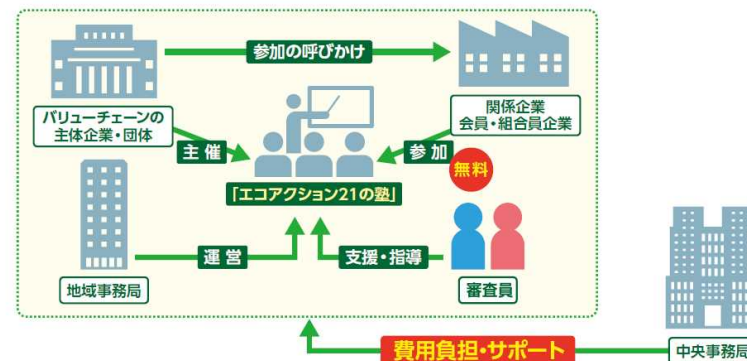 参加の呼びかけ
バリューチェーンの
主体企業・団体
関係企業
会員・組合員企業
主催
参加
無料
「エコアクション21の塾」
運営
支援・指導
地域事務局
審査員
費用負担・サポート
中央事務局